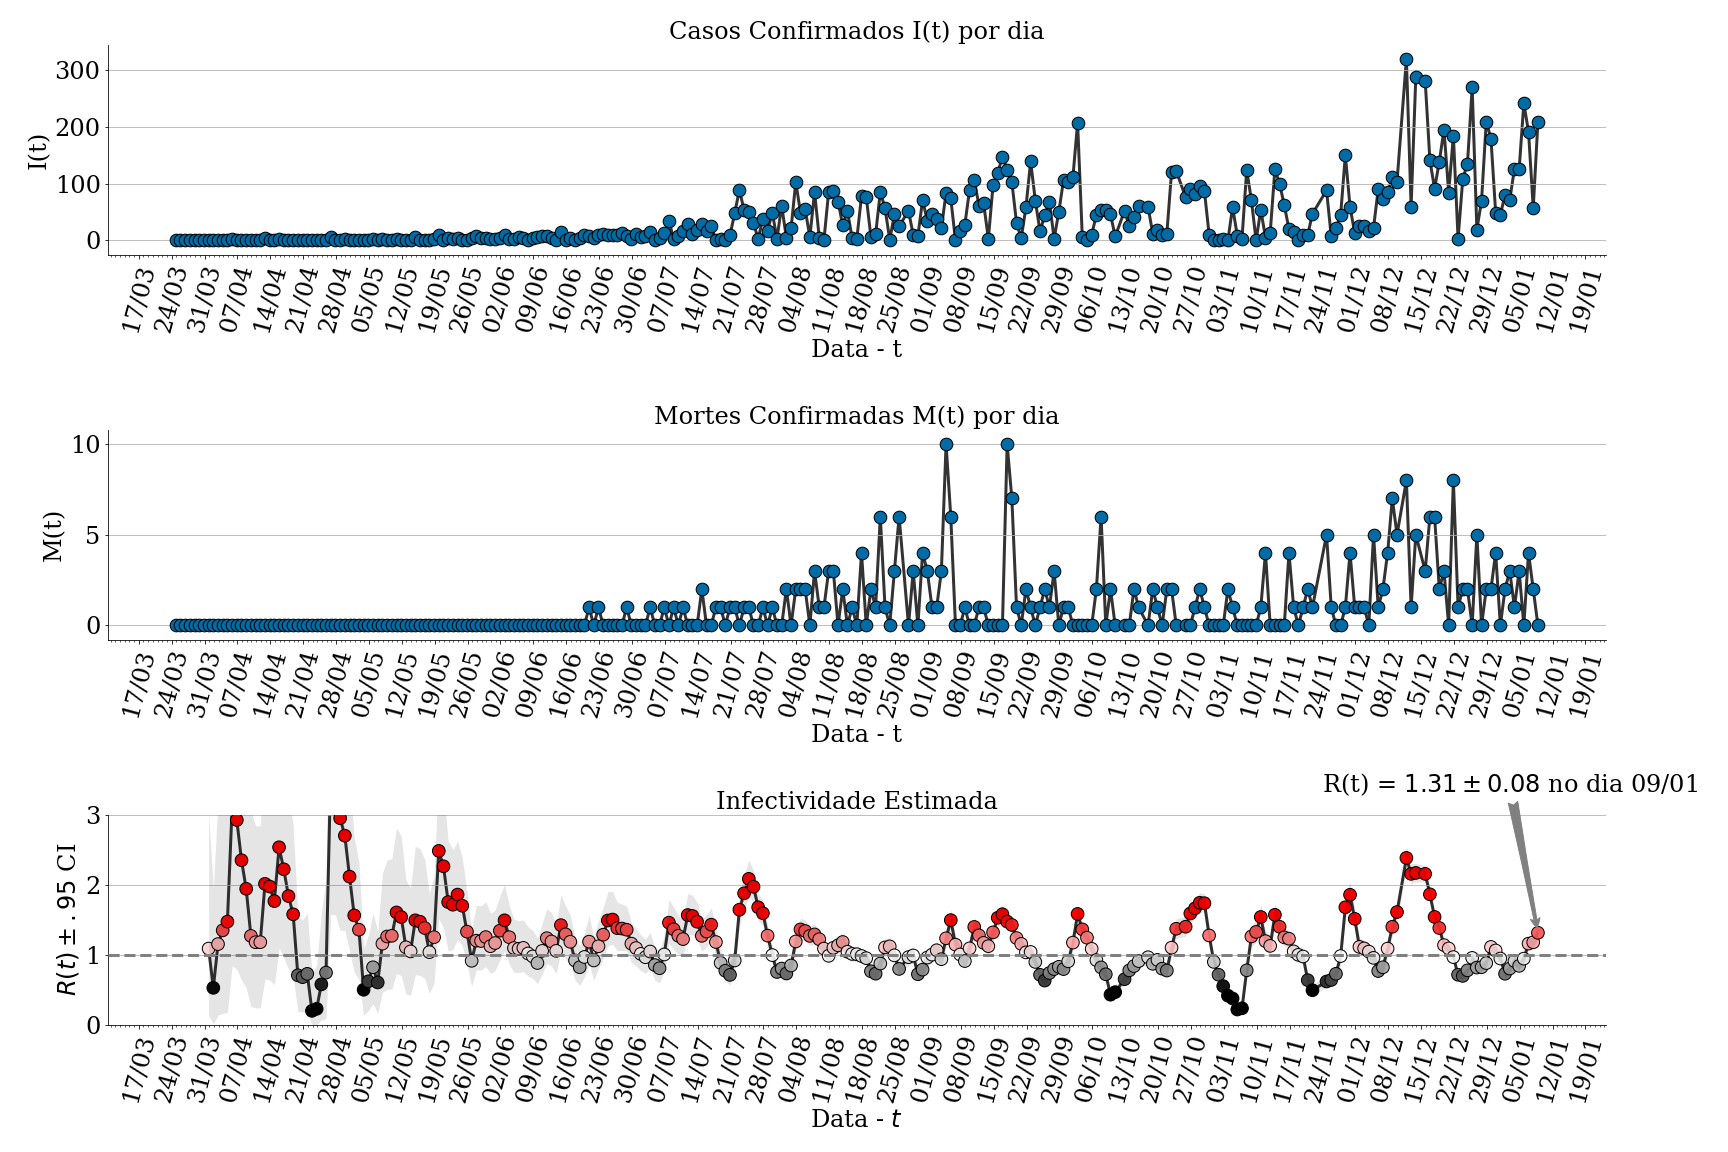 Casos Confirmados I(t) por dia
I(t)
300
200
100
0
17/03 24/03 31/03 07/04 14/04 21/04 28/04 05/05 12/05 19/05 26/05 02/06 09/06 16/06 23/06 30/06 07/07 14/07 21/07 28/07 04/08 11/08 18/08 25/08 01/09 08/09 15/09 22/09 29/09 06/10 13/10 20/10 27/10 03/11 10/11 17/11 24/11 01/12 08/12 15/12 22/12 29/12 05/01 12/01 19/01
Data - t
Mortes Confirmadas M(t) por dia
M(t)
10
5
0
17/03 24/03 31/03 07/04 14/04 21/04 28/04 05/05 12/05 19/05 26/05 02/06 09/06 16/06 23/06 30/06 07/07 14/07 21/07 28/07 04/08 11/08 18/08 25/08 01/09 08/09 15/09 22/09 29/09 06/10 13/10 20/10 27/10 03/11 10/11 17/11 24/11 01/12 08/12 15/12 22/12 29/12 05/01 12/01 19/01
Data - t
R(t) = 1.31 ± 0.08 no dia 09/01
Infectividade Estimada
R(t) ± .95 CI
3
2
1
0
17/03 24/03 31/03 07/04 14/04 21/04 28/04 05/05 12/05 19/05 26/05 02/06 09/06 16/06 23/06 30/06 07/07 14/07 21/07 28/07 04/08 11/08 18/08 25/08 01/09 08/09 15/09 22/09 29/09 06/10 13/10 20/10 27/10 03/11 10/11 17/11 24/11 01/12 08/12 15/12 22/12 29/12 05/01 12/01 19/01
Data - t